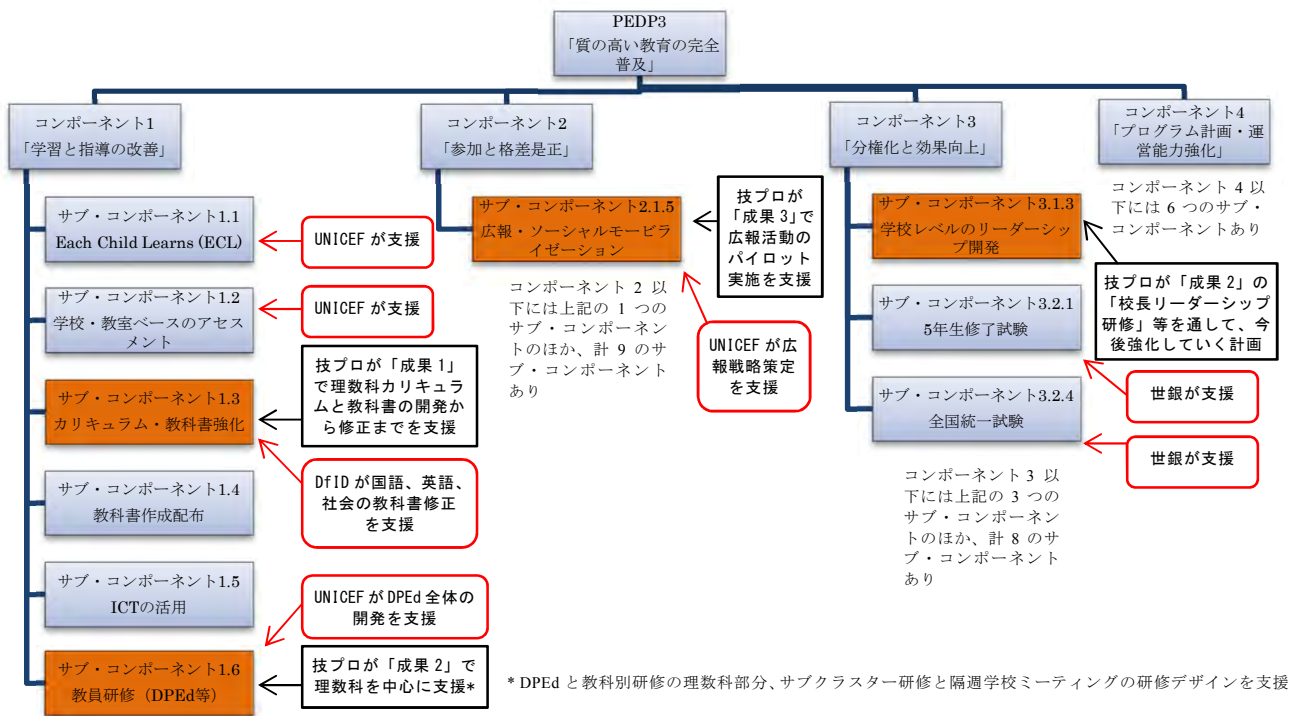 PEDP3
「質の高い教育の完全
普及」
コンポーネント1
「学習と指導の改善」
サブ・コンポーネント1.1
Each Child Learns (ECL)
UNICEF が支援
サブ・コンポーネント1.2
学校・教室ベースのアセス
メント
UNICEF が支援
サブ・コンポーネント1.3
カリキュラム・教科書強化
技プロが「成果 1」
で理数科カリキュラ
ムと教科書の開発か
ら修正までを支援
DfID が国語、英語、
社会の教科書修正
を支援
サブ・コンポーネント1.4
教科書作成配布
サブ・コンポーネント1.5
ICTの活用
UNICEF が DPEd 全体の
開発を支援
サブ・コンポーネント1.6
教員研修（DPEd等）
技プロが「成果 2」で
理数科を中心に支援*
コンポーネント2
「参加と格差是正」
サブ・コンポーネント2.1.5
広報・ソーシャルモービラ
イゼーション
技プロが
「成果 3」で
広報活動の
パイロット
実施を支援
UNICEF が広
報戦略策定
を支援
コンポーネント 2 以
下には上記の 1 つの
サブ・コンポーネン
トのほか、計 9 のサ
ブ・コンポーネント
あり
コンポーネント3
「分権化と効果向上」
サブ・コンポーネント3.1.3
学校レベルのリーダーシッ
プ開発
技プロが「成果 2」の
「校長リーダーシップ
研修」等を通して、今
後強化していく計画
サブ・コンポーネント3.2.1
5年生修了試験
世銀が支援
サブ・コンポーネント3.2.4
全国統一試験
世銀が支援
コンポーネント 3 以
下には上記の 3 つの
サブ・コンポーネン
トのほか、計 8 のサ
ブ・コンポーネント
あり
コンポーネント4
「プログラム計画・運
営能力強化」
コンポーネント 4 以
下には 6 つのサブ・
コンポーネントあり
* DPEd と教科別研修の理数科部分、サブクラスター研修と隔週学校ミーティングの研修デザインを支援